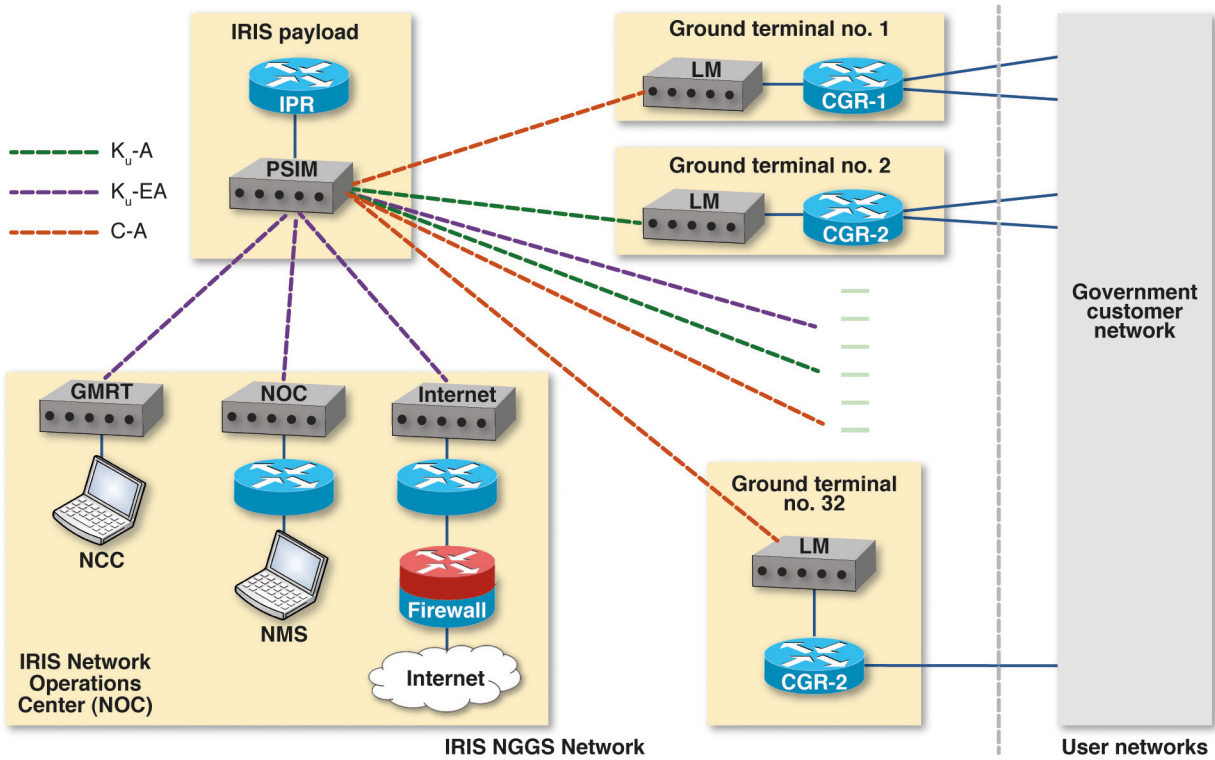 IRIS payload
IPR
PSIM
K_u-A
K_u-EA
C-A
Ground terminal no. 1
LM
CGR-1
Ground terminal no. 2
LM
CGR-2
Government
customer
network
GMRT
NOC
Internet
NCC
NMS
Firewall
Internet
IRIS Network
Operations
Center (NOC)
Ground terminal
no. 32
LM
CGR-2
IRIS NGGS Network
User networks